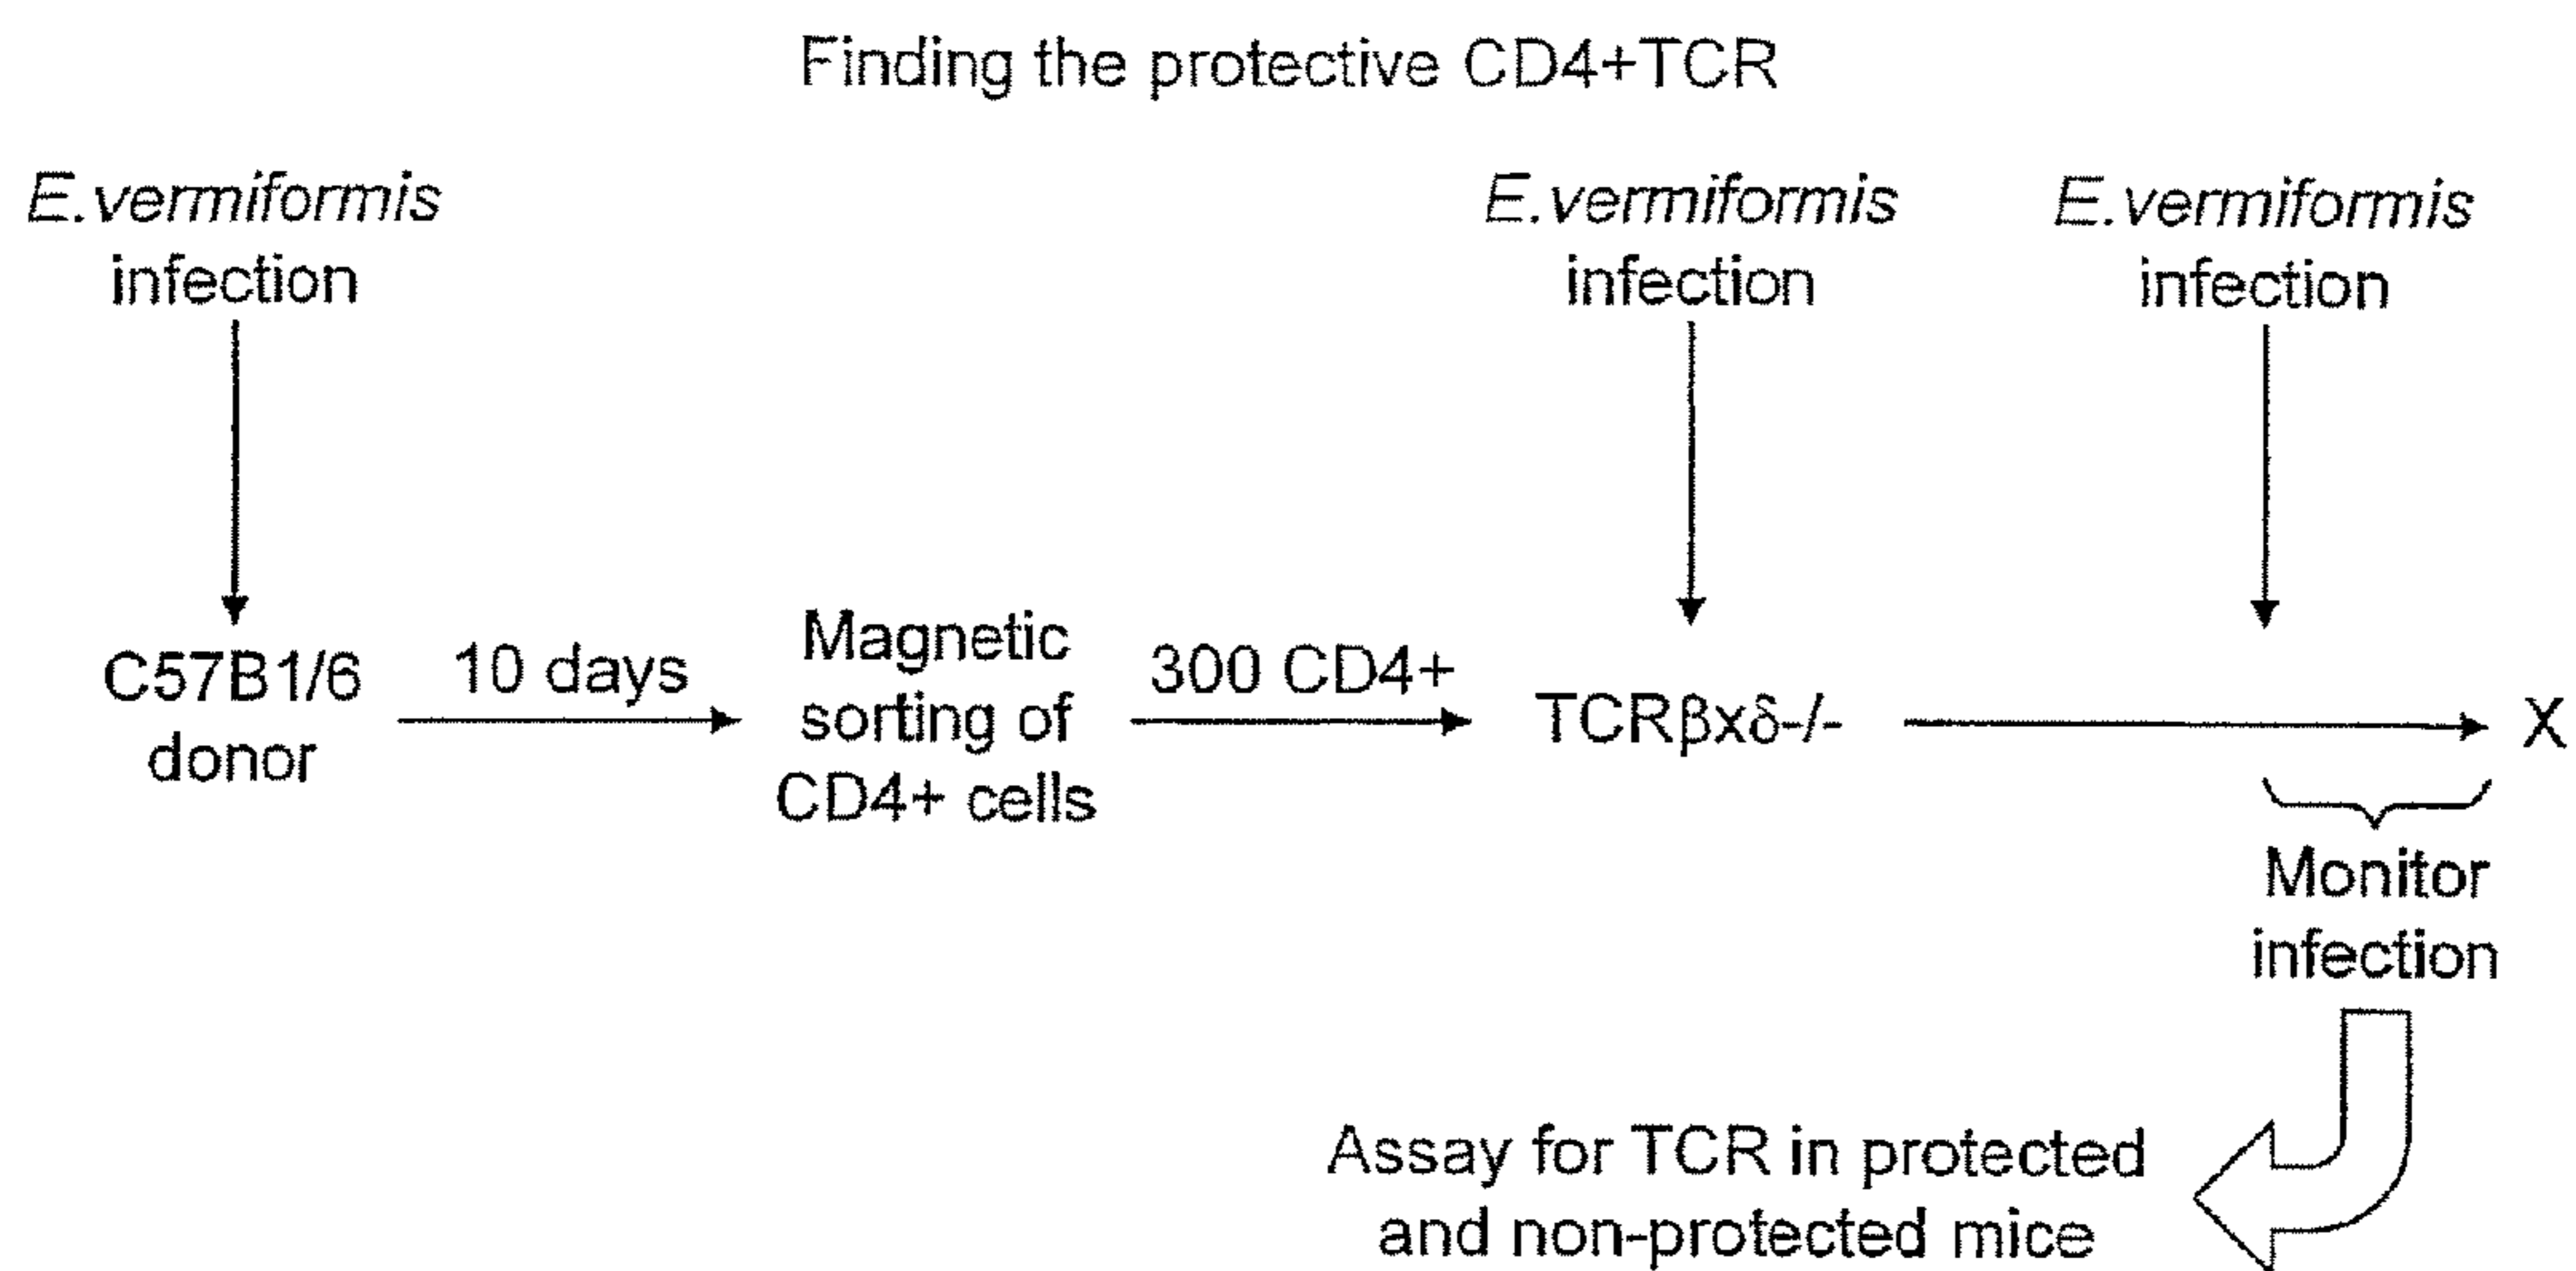 Finding the protective CD4+TCR
E.vermiformis
infection
E.vermiformis
infection
E.vermiformis
infection
C57B1/6
donor
10 days
Magnetic
sorting of
CD4+ cells
300 CD4+
TCRβxδ-/-
X
Monitor
infection
Assay for TCR in protected
and non-protected mice